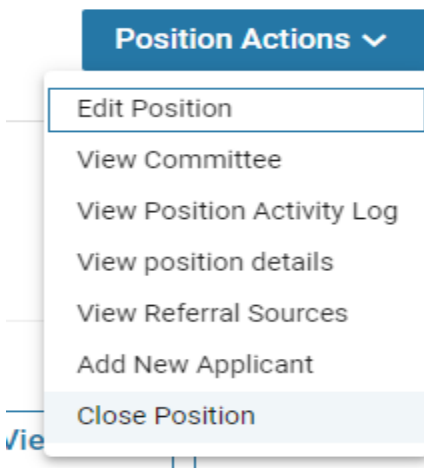 Position Actions
Edit Position
View Committee
View Position Activity Log
View position details
View Referral Sources
Add New Applicant
Close Position